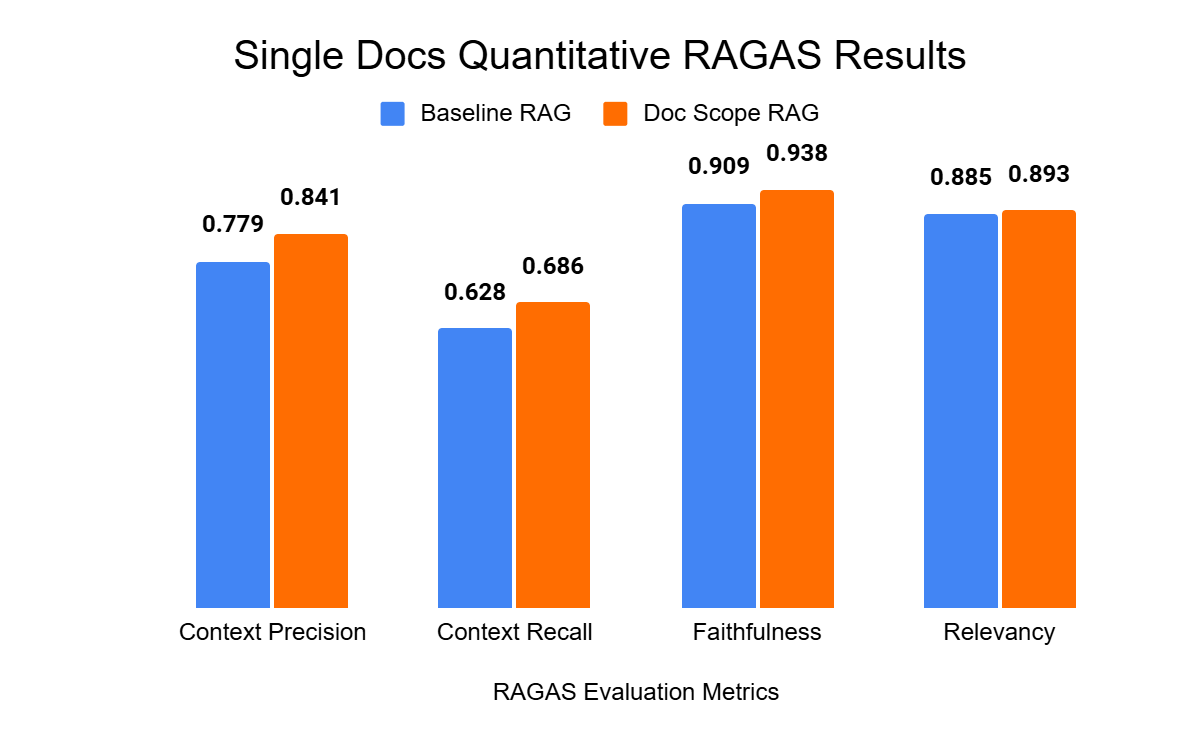 Single Docs Quantitative RAGAS Results
Baseline RAG Doc Scope RAG
0.779 0.841 0.628 0.686 0.909 0.938 0.885 0.893
Context Precision Context Recall Faithfulness Relevancy
RAGAS Evaluation Metrics